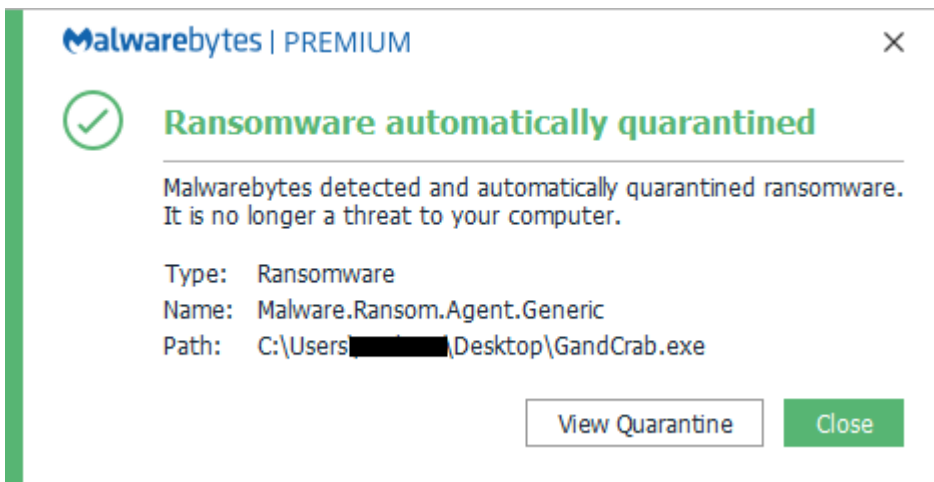 Malwarebytes | PREMIUM
Ransomware automatically quarantined
Malwarebytes detected and automatically quarantined ransomware.
It is no longer a threat to your computer.
Type: Ransomware
Name: Malware.Ransom.Agent.Generic
Path: C:\Users\ \Desktop\GandCrab.exe
View Quarantine
Close